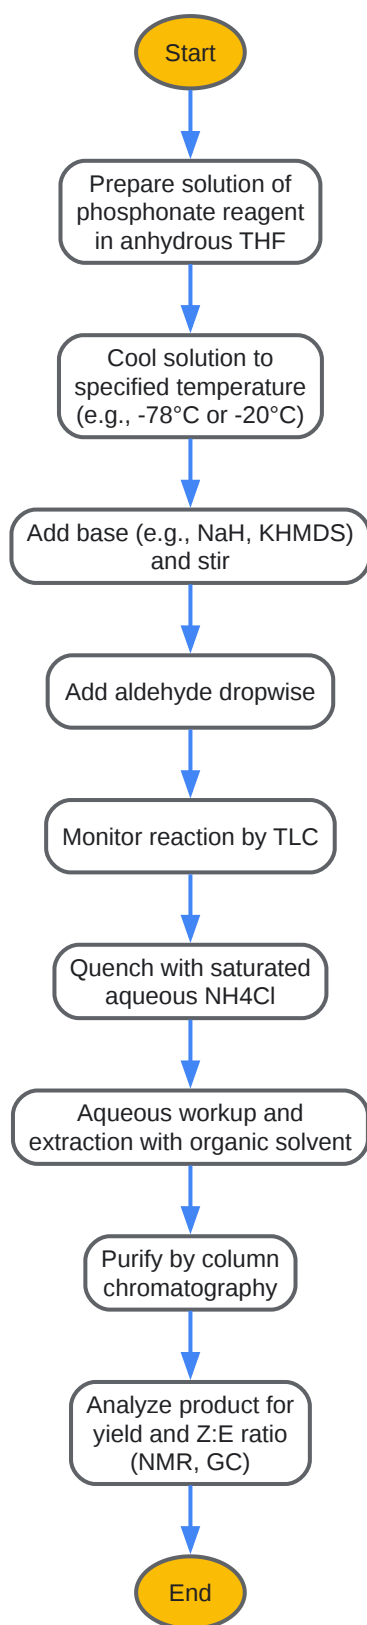 Start
Prepare solution of
phosphonate reagent
in anhydrous THF
Cool solution to
specified temperature
(e.g., -78°C or -20°C)
Add base (e.g., NaH, KHMDS)
and stir
Add aldehyde dropwise
Monitor reaction by TLC
Quench with saturated
aqueous NH4Cl
Aqueous workup and
extraction with organic solvent
Purify by column
chromatography
Analyze product for
yield and Z:E ratio
(NMR, GC)
End